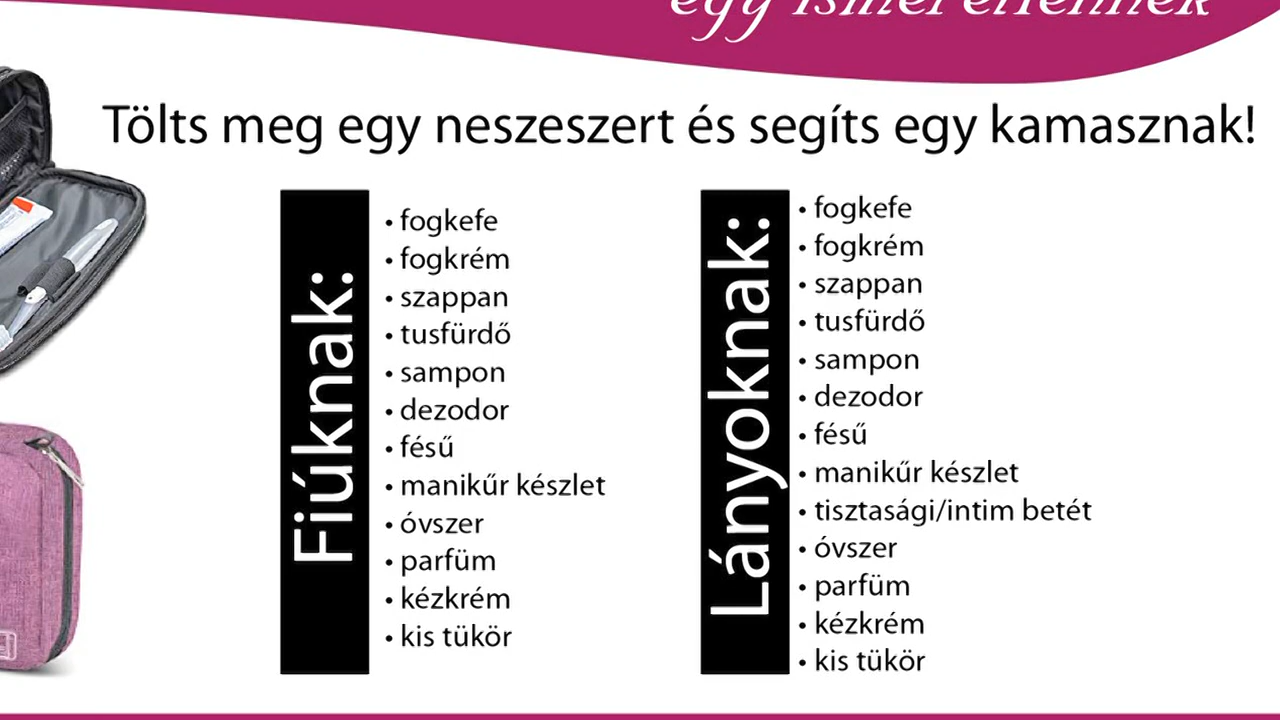 egy ismeretlennek
Tölts meg egy neszeszert és segíts egy kamasznak!
Fiúknak:
• fogkefe
• fogkrém
• szappan
• tusfürdő
• sampon
• dezodor
• fésű
• manikűr készlet
• óvszer
• parfüm
• kézkrém
• kis tükör
Lányoknak:
• fogkefe
• fogkrém
• szappan
• tusfürdő
• sampon
• dezodor
• fésű
• manikűr készlet
• tisztasági/intim betét
• óvszer
• parfüm
• kézkrém
• kis tükör